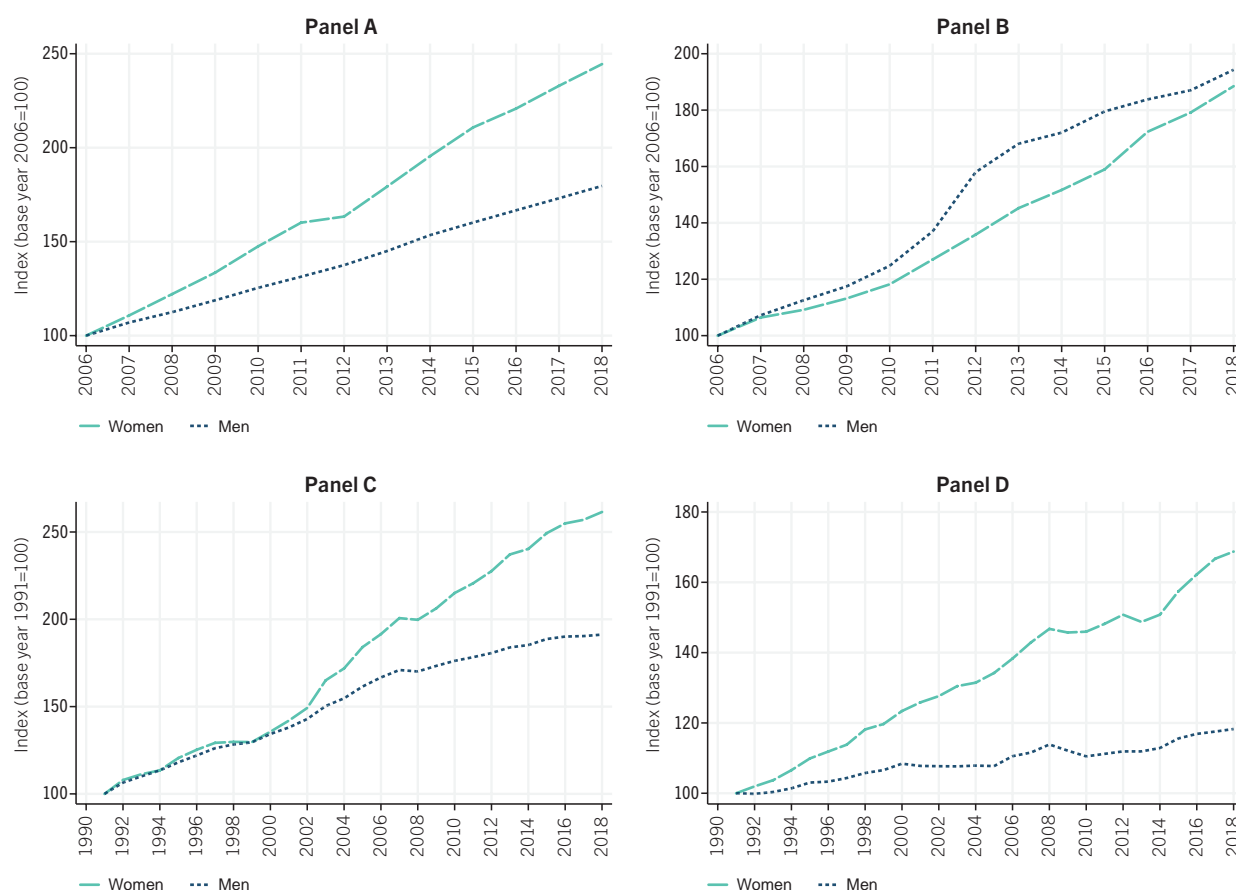 Panel A
Index (base year 2006=100)
250
200
150
100
2006 2007 2008 2009 2010 2011 2012 2013 2014 2015 2016 2017 2018
Women Men
Panel B
Index (base year 2006=100)
200
180
160
140
120
100
2006 2007 2008 2009 2010 2011 2012 2013 2014 2015 2016 2017 2018
Women Men
Panel C
Index (base year 1991=100)
250
200
150
100
1990 1992 1994 1996 1998 2000 2002 2004 2006 2008 2010 2012 2014 2016 2018
Women Men
Panel D
Index (base year 1991=100)
180
160
140
120
100
1990 1992 1994 1996 1998 2000 2002 2004 2006 2008 2010 2012 2014 2016 2018
Women Men